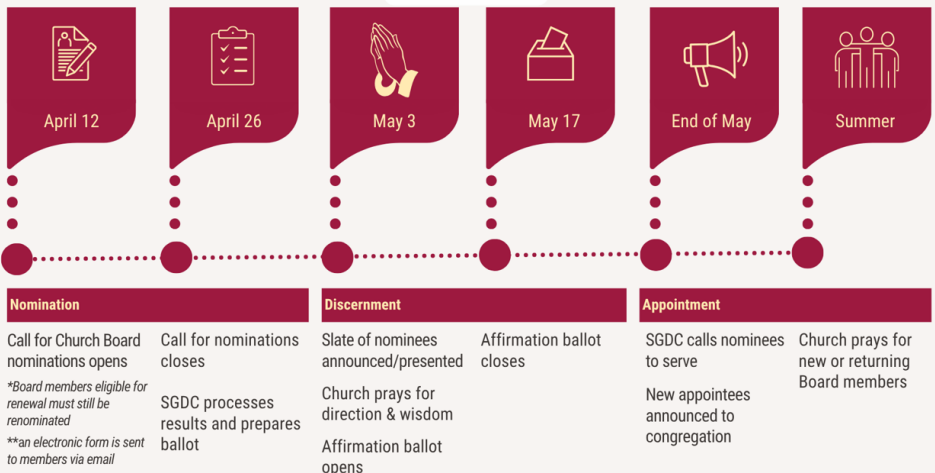 April 12
April 26
May 3
May 17
End of May
Summer
Nomination
Discernment
Appointment
Call for Church Board
nominations opens
*Board members eligible for
renewal must still be
renominated
**an electronic form is sent
to members via email
Call for nominations
closes
SGDC processes
results and prepares
ballot
Slate of nominees
announced/presented
Church prays for
direction & wisdom
Affirmation ballot
opens
Affirmation ballot
closes
SGDC calls nominees
to serve
New appointees
announced to
congregation
Church prays for
new or returning
Board members